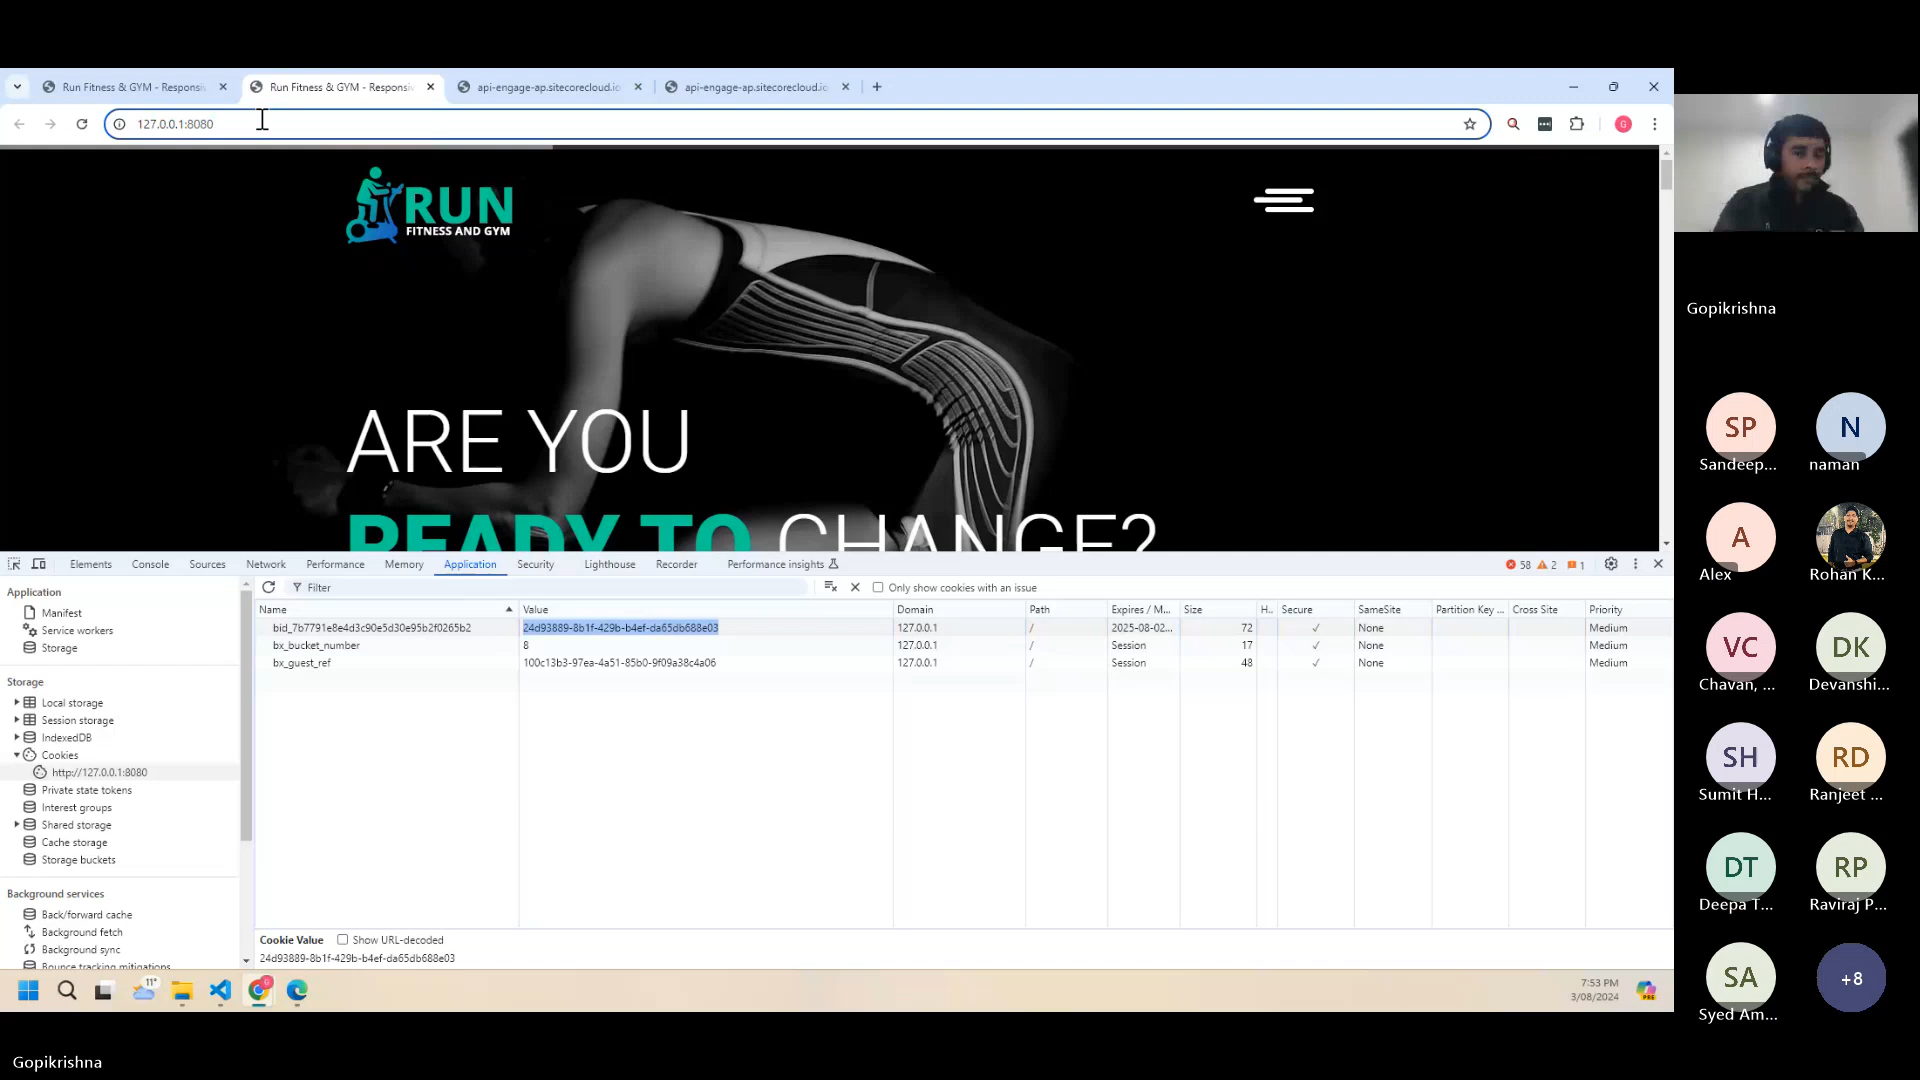 Run Fitness & GYM - Responsiv
Run Fitness & GYM - Responsi
api-engage-ap.sitecorecloud.io
api-engage-ap.sitecorecloud.io
127.0.0.1:8080
G
RUN
FITNESS AND GYM
ARE YOU
READY TO CHANGE?
Elements Console Sources Network Performance Memory Application Security Lighthouse Recorder Performance insights 58 2 1
Application
Manifest
Service workers
Storage
Storage
Local storage
Session storage
IndexedDB
Cookies
http://127.0.0.1:8080
Private state tokens
Interest groups
Shared storage
Cache storage
Storage buckets
Background services
Back/forward cache
Background fetch
Background sync
Bounce tracking mitigations
Filter Only show cookies with an issue
Name Value Domain Path Expires / M... Size H.. Secure SameSite Partition Key ... Cross Site Priority
bid_7b7791e8e4d3c90e5d30e95b2f0265b2 24d93889-8b1f-429b-b4ef-da65db688e03 127.0.0.1 / 2025-08-02... 72 ✓ None Medium
bx_bucket_number 8 127.0.0.1 / Session 17 ✓ None Medium
bx_guest_ref 100c13b3-97ea-4a51-85b0-9f09a38c4a06 127.0.0.1 / Session 48 ✓ None Medium
Cookie Value Show URL-decoded
24d93889-8b1f-429b-b4ef-da65db688e03
11°
7:53 PM
3/08/2024
PRE
Gopikrishna
SP
Sandeep...
N
naman
A
Alex
Rohan K...
VC
Chavan, ...
DK
Devanshi...
SH
Sumit H...
RD
Ranjeet ...
DT
Deepa T...
RP
Raviraj P...
SA
Syed Am...
+8
Gopikrishna